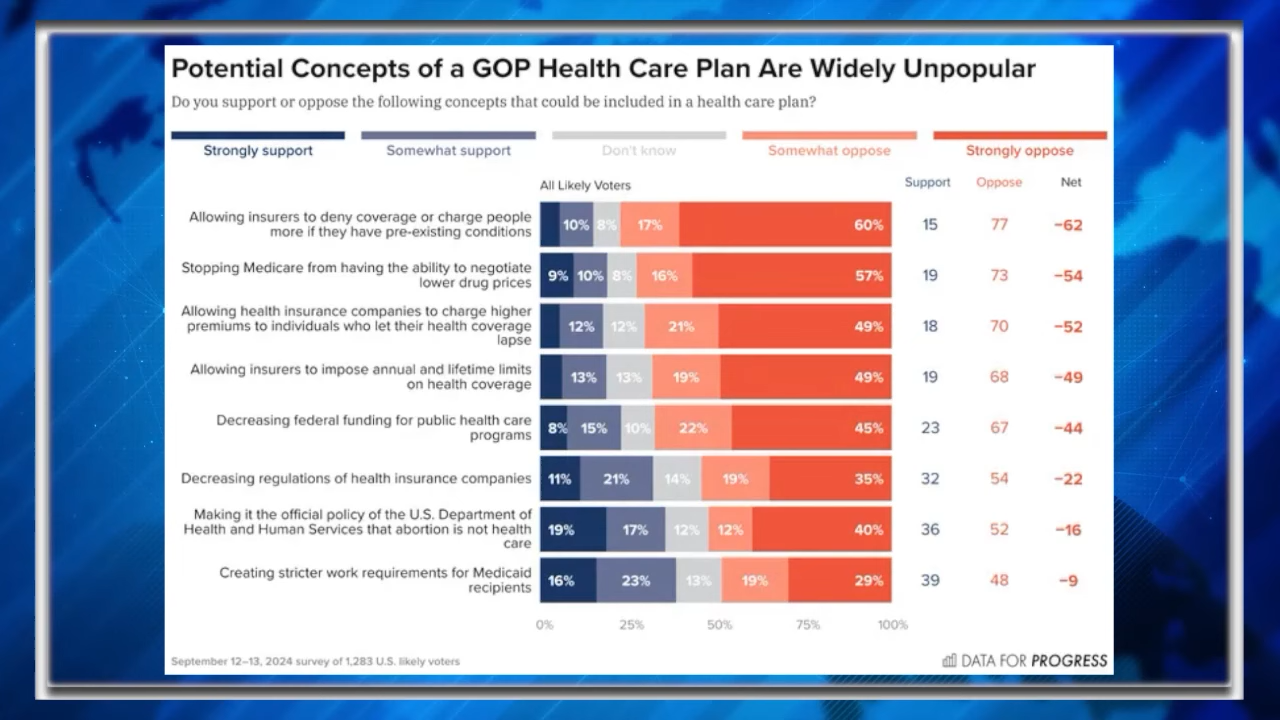 Potential Concepts of a GOP Health Care Plan Are Widely Unpopular
Do you support or oppose the following concepts that could be included in a health care plan?
Strongly support
Somewhat support
Don't know
Somewhat oppose
Strongly oppose
All Likely Voters
Support
Oppose
Net
Allowing insurers to deny coverage or charge people
more if they have pre-existing conditions
10% 8% 17% 60% 15 77 −62
Stopping Medicare from having the ability to negotiate
lower drug prices
9% 10% 8% 16% 57% 19 73 −54
Allowing health insurance companies to charge higher
premiums to individuals who let their health coverage
lapse
12% 12% 21% 49% 18 70 −52
Allowing insurers to impose annual and lifetime limits
on health coverage
13% 13% 19% 49% 19 68 −49
Decreasing federal funding for public health care
programs
8% 15% 10% 22% 45% 23 67 −44
Decreasing regulations of health insurance companies
11% 21% 14% 19% 35% 32 54 −22
Making it the official policy of the U.S. Department of
Health and Human Services that abortion is not health
care
19% 17% 12% 12% 40% 36 52 −16
Creating stricter work requirements for Medicaid
recipients
16% 23% 13% 19% 29% 39 48 −9
0% 25% 50% 75% 100%
September 12–13, 2024 survey of 1,283 U.S. likely voters
DATA FOR PROGRESS